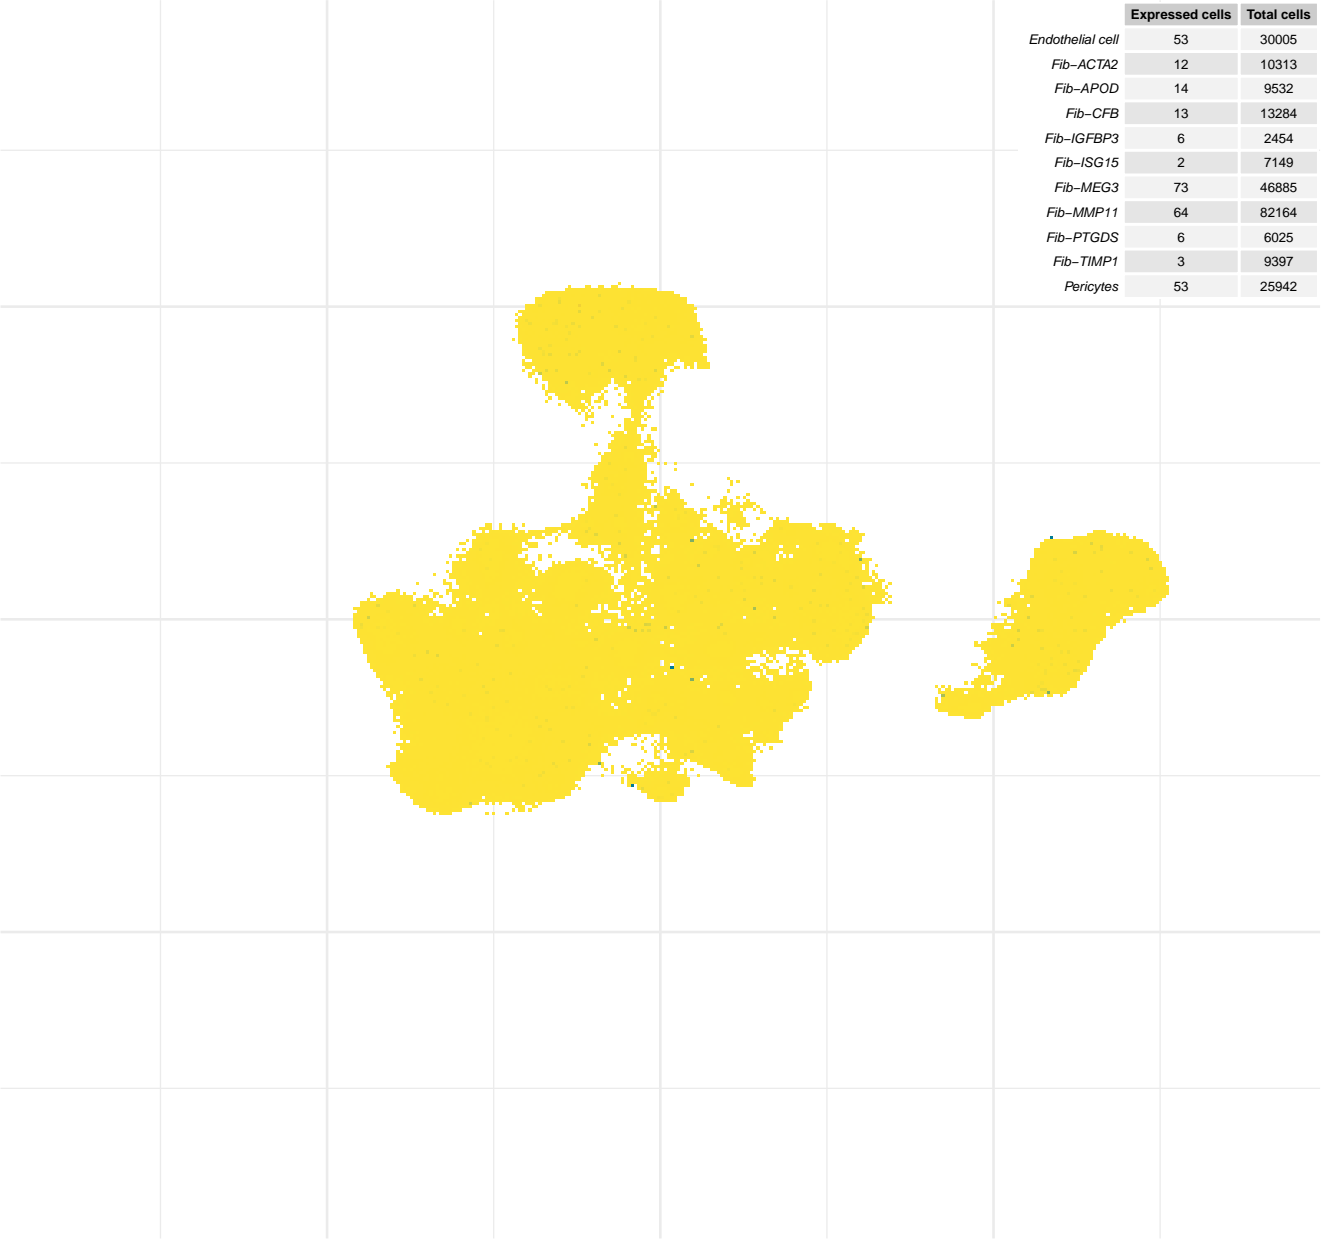 Expressed cells Total cells
Endothelial cell 53 30005
Fib−ACTA2 12 10313
Fib−APOD 14 9532
Fib−CFB 13 13284
Fib−IGFBP3 6 2454
Fib−ISG15 2 7149
Fib−MEG3 73 46885
Fib−MMP11 64 82164
Fib−PTGDS 6 6025
Fib−TIMP1 3 9397
Pericytes 53 25942